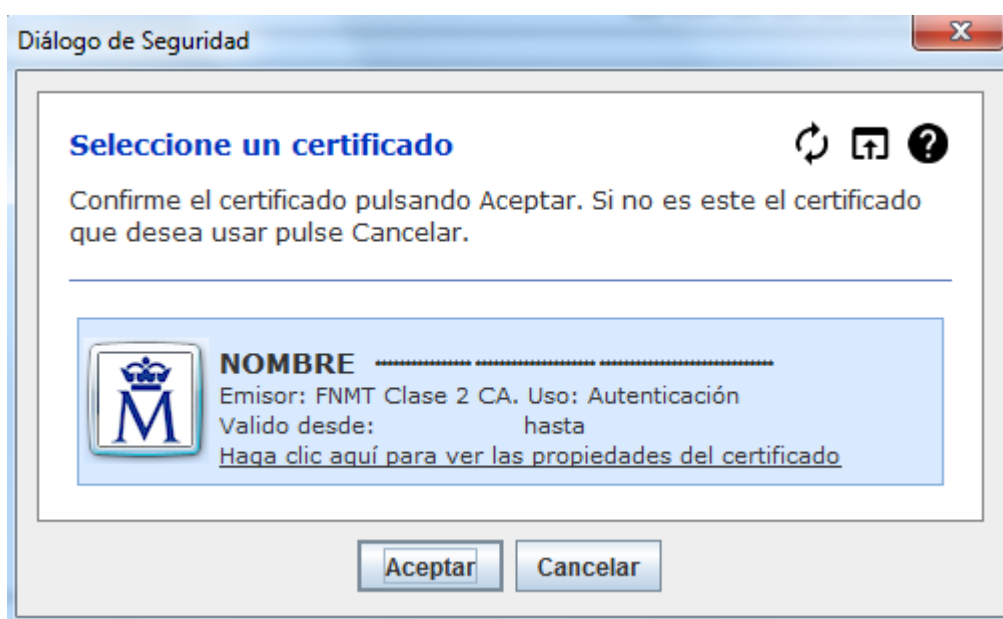 Diálogo de Seguridad
Seleccione un certificado
Confirme el certificado pulsando Aceptar. Si no es este el certificado
que desea usar pulse Cancelar.
NOMBRE
Emisor: FNMT Clase 2 CA. Uso: Autenticación
Valido desde: hasta
Haga clic aquí para ver las propiedades del certificado
Aceptar Cancelar